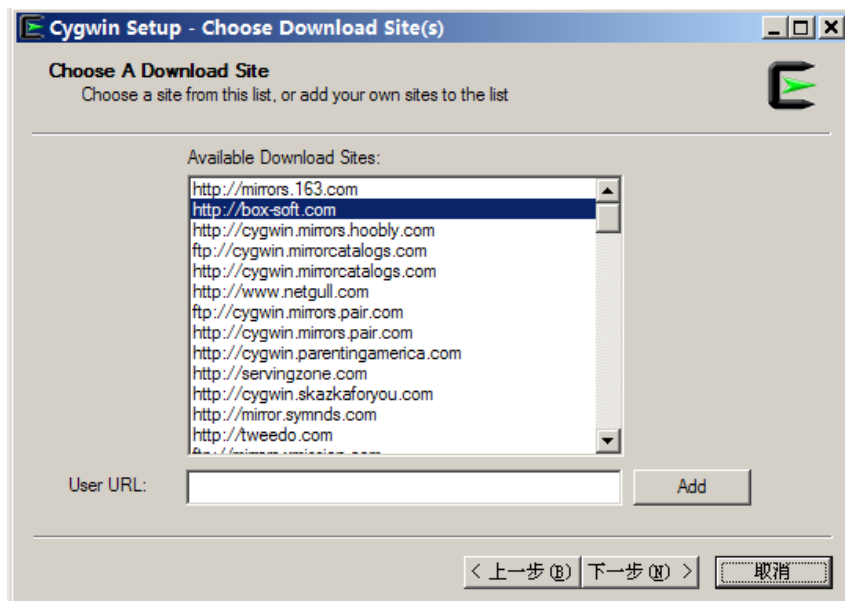 Cygwin Setup - Choose Download Site(s)
Choose A Download Site
Choose a site from this list, or add your own sites to the list
Available Download Sites:
http://mirrors.163.com
http://box-soft.com
http://cygwin.mirrors.hoobly.com
ftp://cygwin.mirrorcatalogs.com
http://cygwin.mirrorcatalogs.com
http://www.netgull.com
ftp://cygwin.mirrors.pair.com
http://cygwin.mirrors.pair.com
http://cygwin.parentingamerica.com
http://servingzone.com
http://cygwin.skazkaforyou.com
http://mirror.symnds.com
http://tweedo.com
User URL:
Add
< 上一步(B)
下一步(N) >
取消